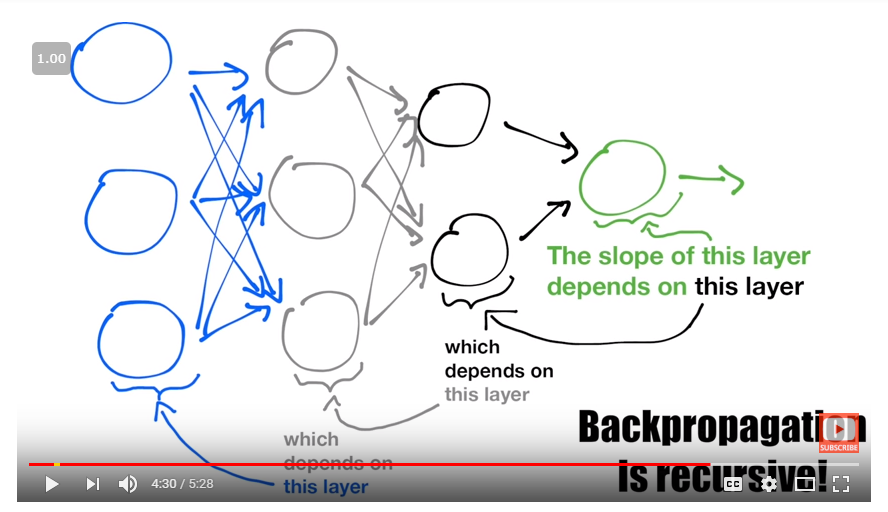 1.00
The slope of this layer
depends on this layer
which
depends on
this layer
which
depends on
this layer
Backpropagation
is recursive!
SUBSCRIBE
4:30 / 5:28
CC